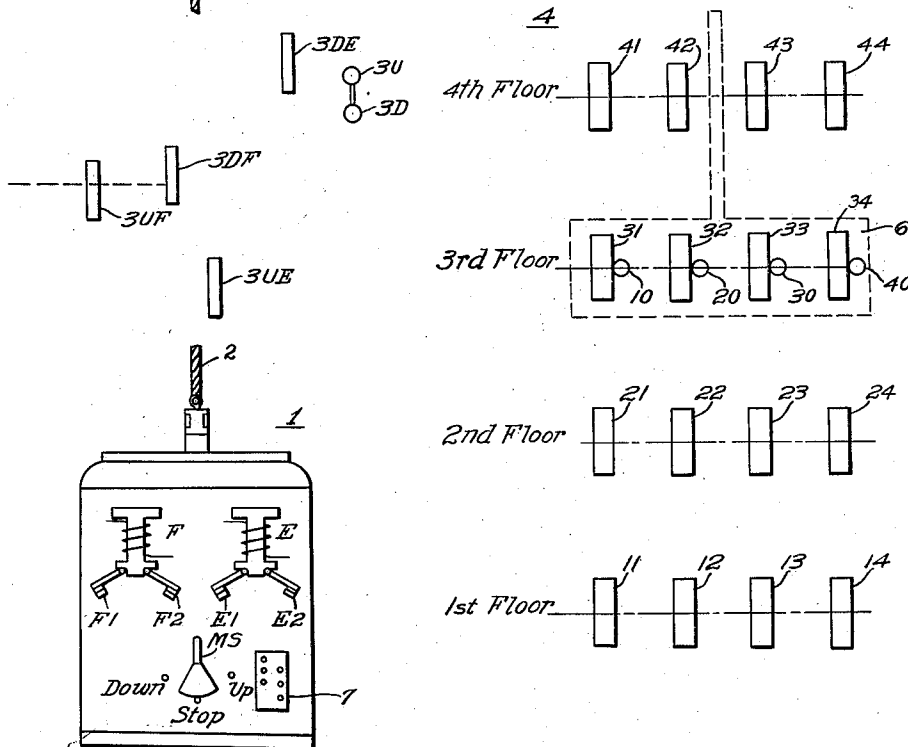 3DE
3U
3D
3DF
3UF
3UE
2
1
F
E
F1
F2
E1
E2
MS
Down
Up
Stop
7
4
41
42
43
44
4th Floor
31
32
33
34
6
3rd Floor
10
20
30
40
21
22
23
24
2nd Floor
11
12
13
14
1st Floor